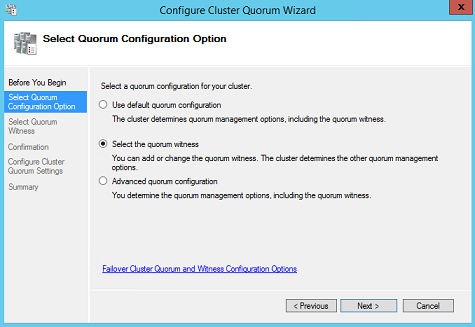 Configure Cluster Quorum Wizard
x
Select Quorum Configuration Option
Before You Begin
Select Quorum
Configuration Option
Select Quorum
Witness
Confirmation
Configure Cluster
Quorum Settings
Summary
Select a quorum configuration for your cluster.
Use default quorum configuration
The cluster determines quorum management options, including the quorum witness.
Select the quorum witness
You can add or change the quorum witness. The cluster determines the other quorum management
options.
Advanced quorum configuration
You determine the quorum management options, including the quorum witness.
Failover Cluster Quorum and Witness Configuration Options
< Previous
Next >
Cancel